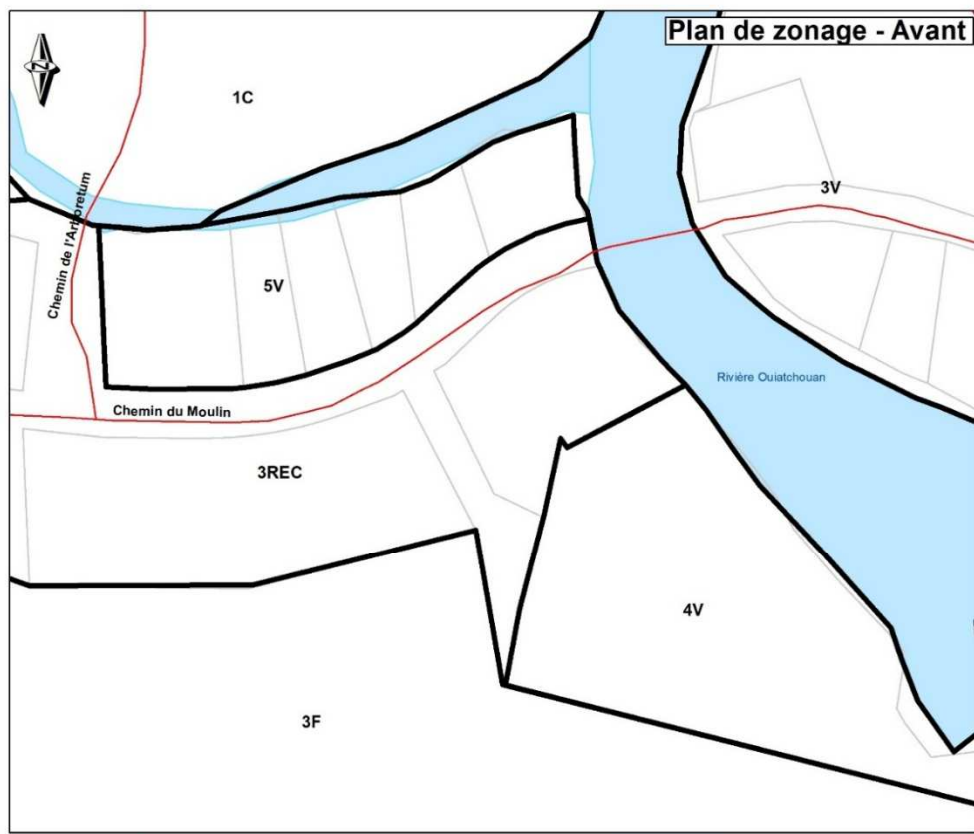 Plan de zonage - Avant
N
1C
3V
Chemin de l'Arboretum
5V
Rivière Ouiatchouan
Chemin du Moulin
3REC
4V
3F